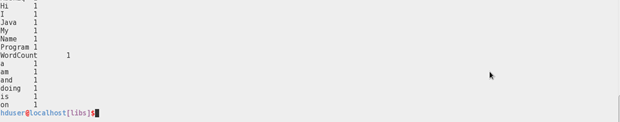 Hi 1
I 1
Java 1
My 1
Name 1
Program 1
WordCount 1
a 1
am 1
and 1
doing 1
is 1
on 1
hduser@localhost[libs]$